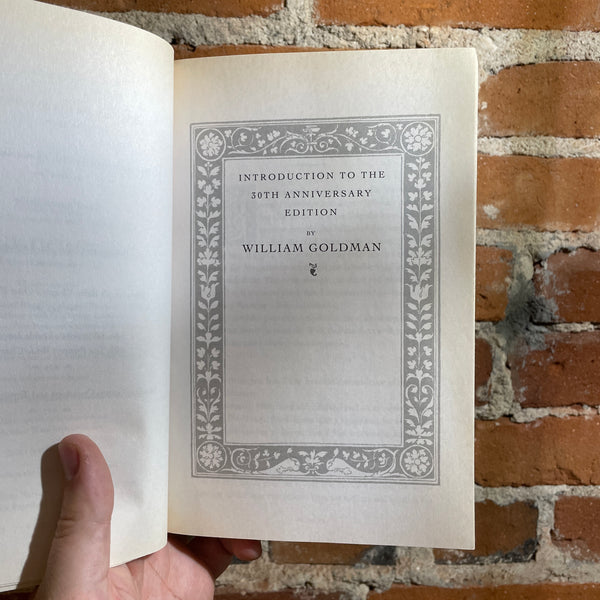 INTRODUCTION TO THE
30TH ANNIVERSARY
EDITION
BY
WILLIAM GOLDMAN